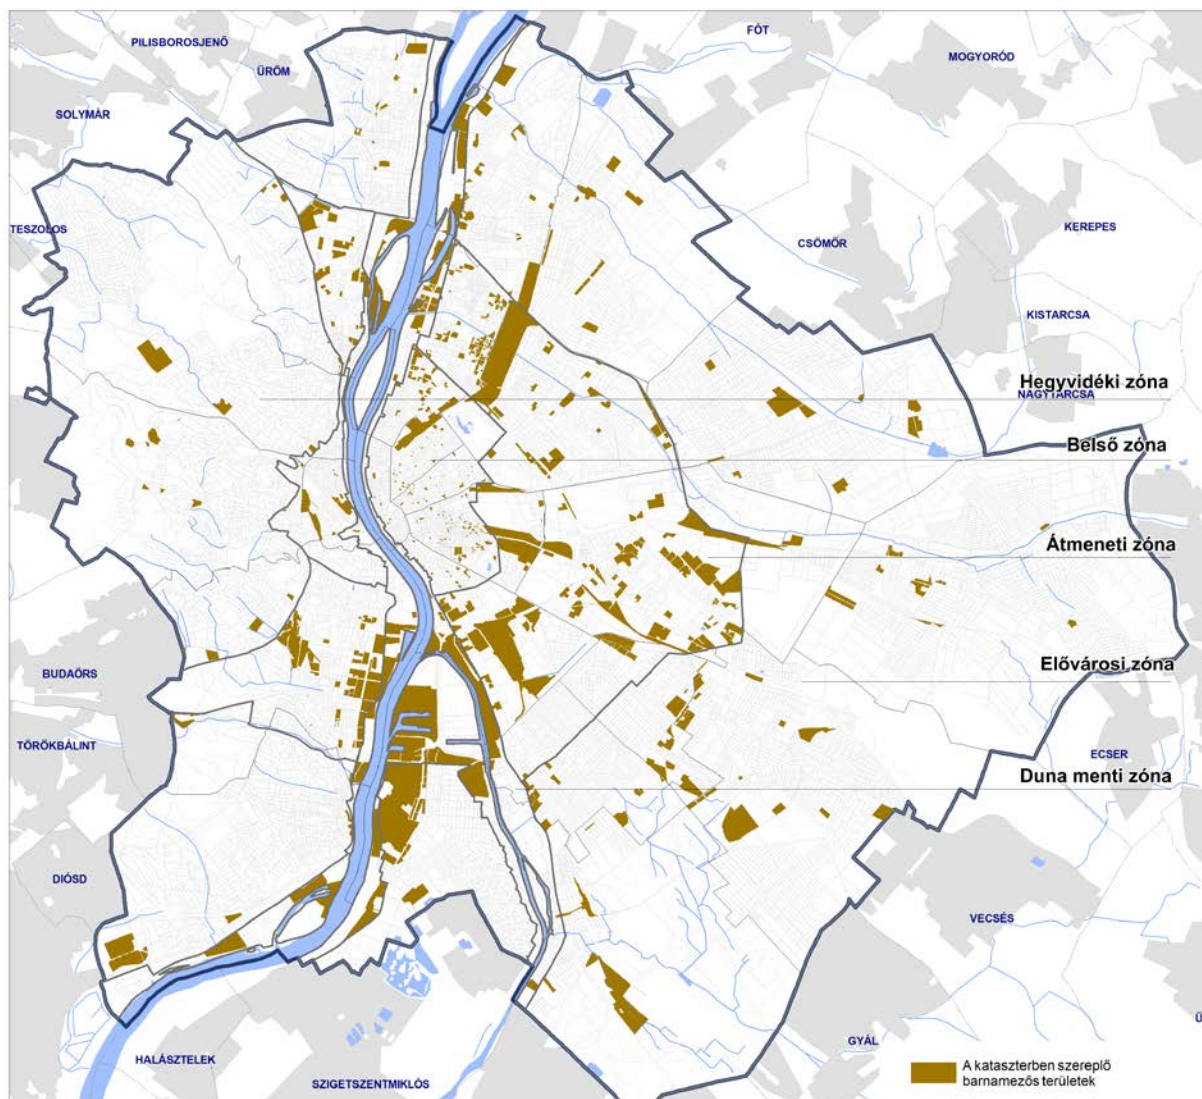 PILISBOROSJENŐ
FÓT
MOGYORÓD
ÜRÖM
SOLYMÁR
TESZOLOS
CSÖMÖR
KEREPES
KISTARCSA
Hegyvidéki zóna
NAGYTARCSA
Belső zóna
Átmeneti zóna
Elővárosi zóna
BUDAÖRS
TÖRÖKBÁLINT
ECSER
Duna menti zóna
DIÓSD
VECSÉS
Ü
GYÁL
HALÁSZTELEK
SZIGETSZENTMIKLÓS
A kataszterben szereplő
barnamezős területek